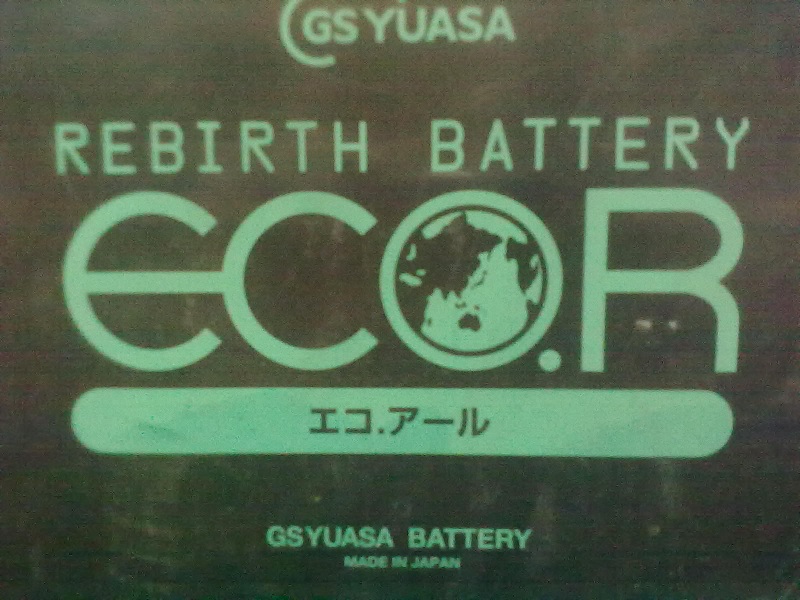 GS YUASA
REBIRTH BATTERY
ECO.R
エコ.アール
GSYUASA BATTERY
MADE IN JAPAN